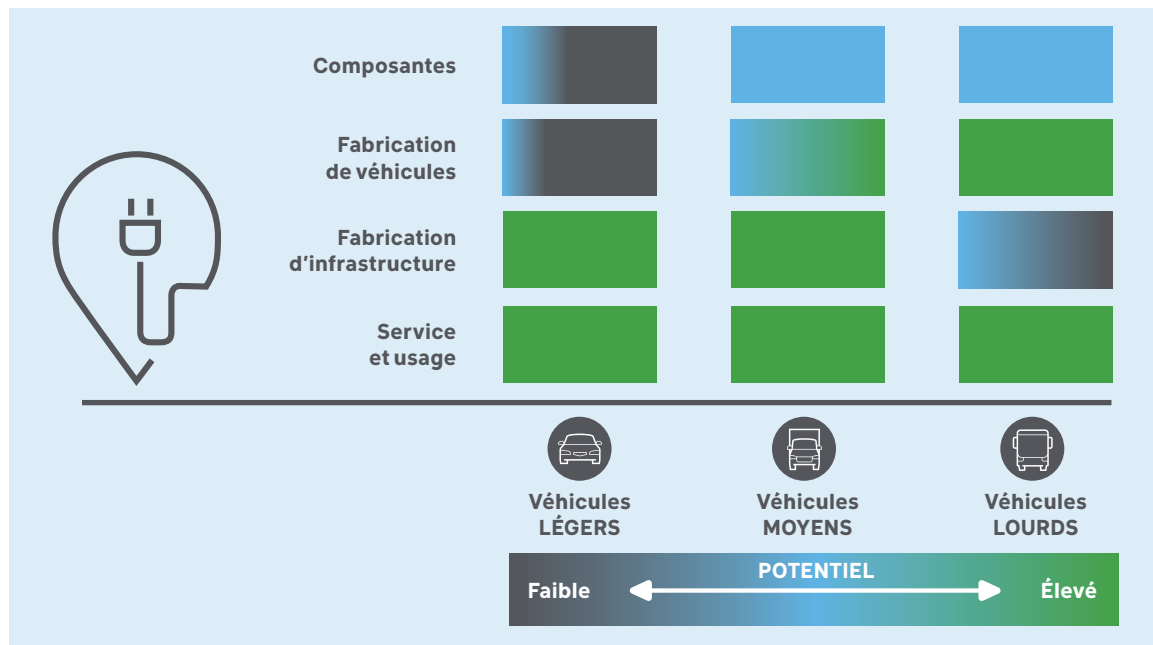 Composantes
Fabrication
de véhicules
Fabrication
d’infrastructure
Service
et usage
Véhicules
LÉGERS
Véhicules
MOYENS
Véhicules
LOURDS
POTENTIEL
Faible
Élevé